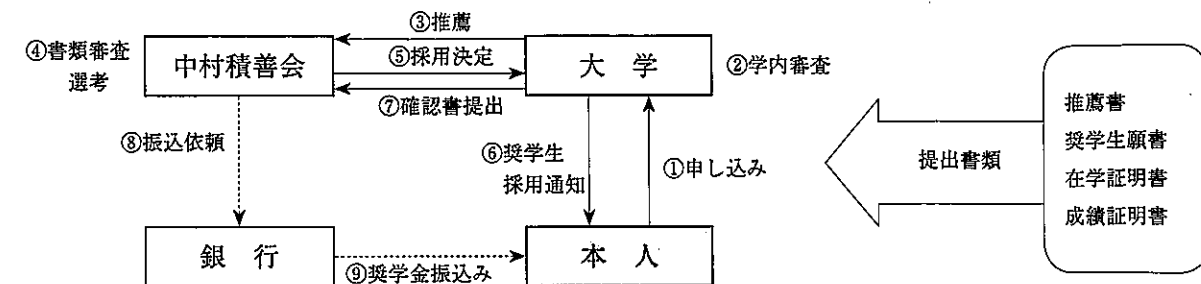 ③推薦
④書類審査
選考
中村積善会
⑤採用決定
大学
②学内審査
⑦確認書提出
⑧振込依頼
⑥奨学生
採用通知
①申し込み
提出書類
推薦書
奨学生願書
在学証明書
成績証明書
銀行
⑨奨学金振込み
本人